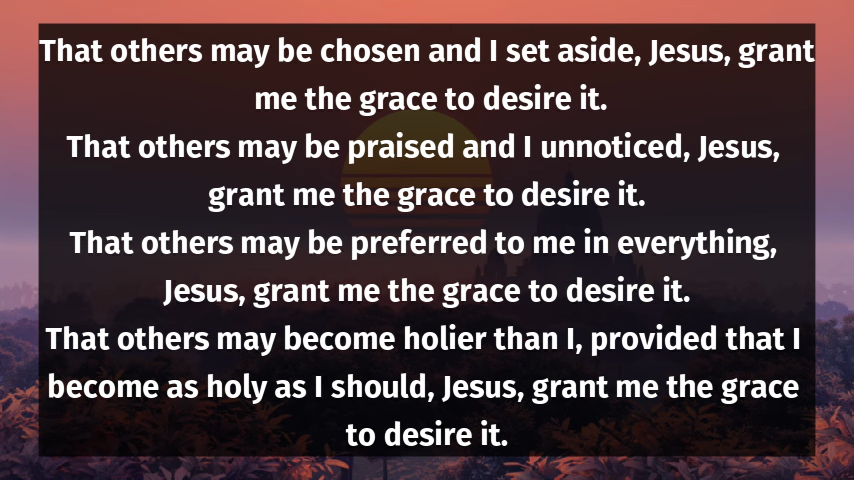 That others may be chosen and I set aside, Jesus, grant
me the grace to desire it.
That others may be praised and I unnoticed, Jesus,
grant me the grace to desire it.
That others may be preferred to me in everything,
Jesus, grant me the grace to desire it.
That others may become holier than I, provided that I
become as holy as I should, Jesus, grant me the grace
to desire it.